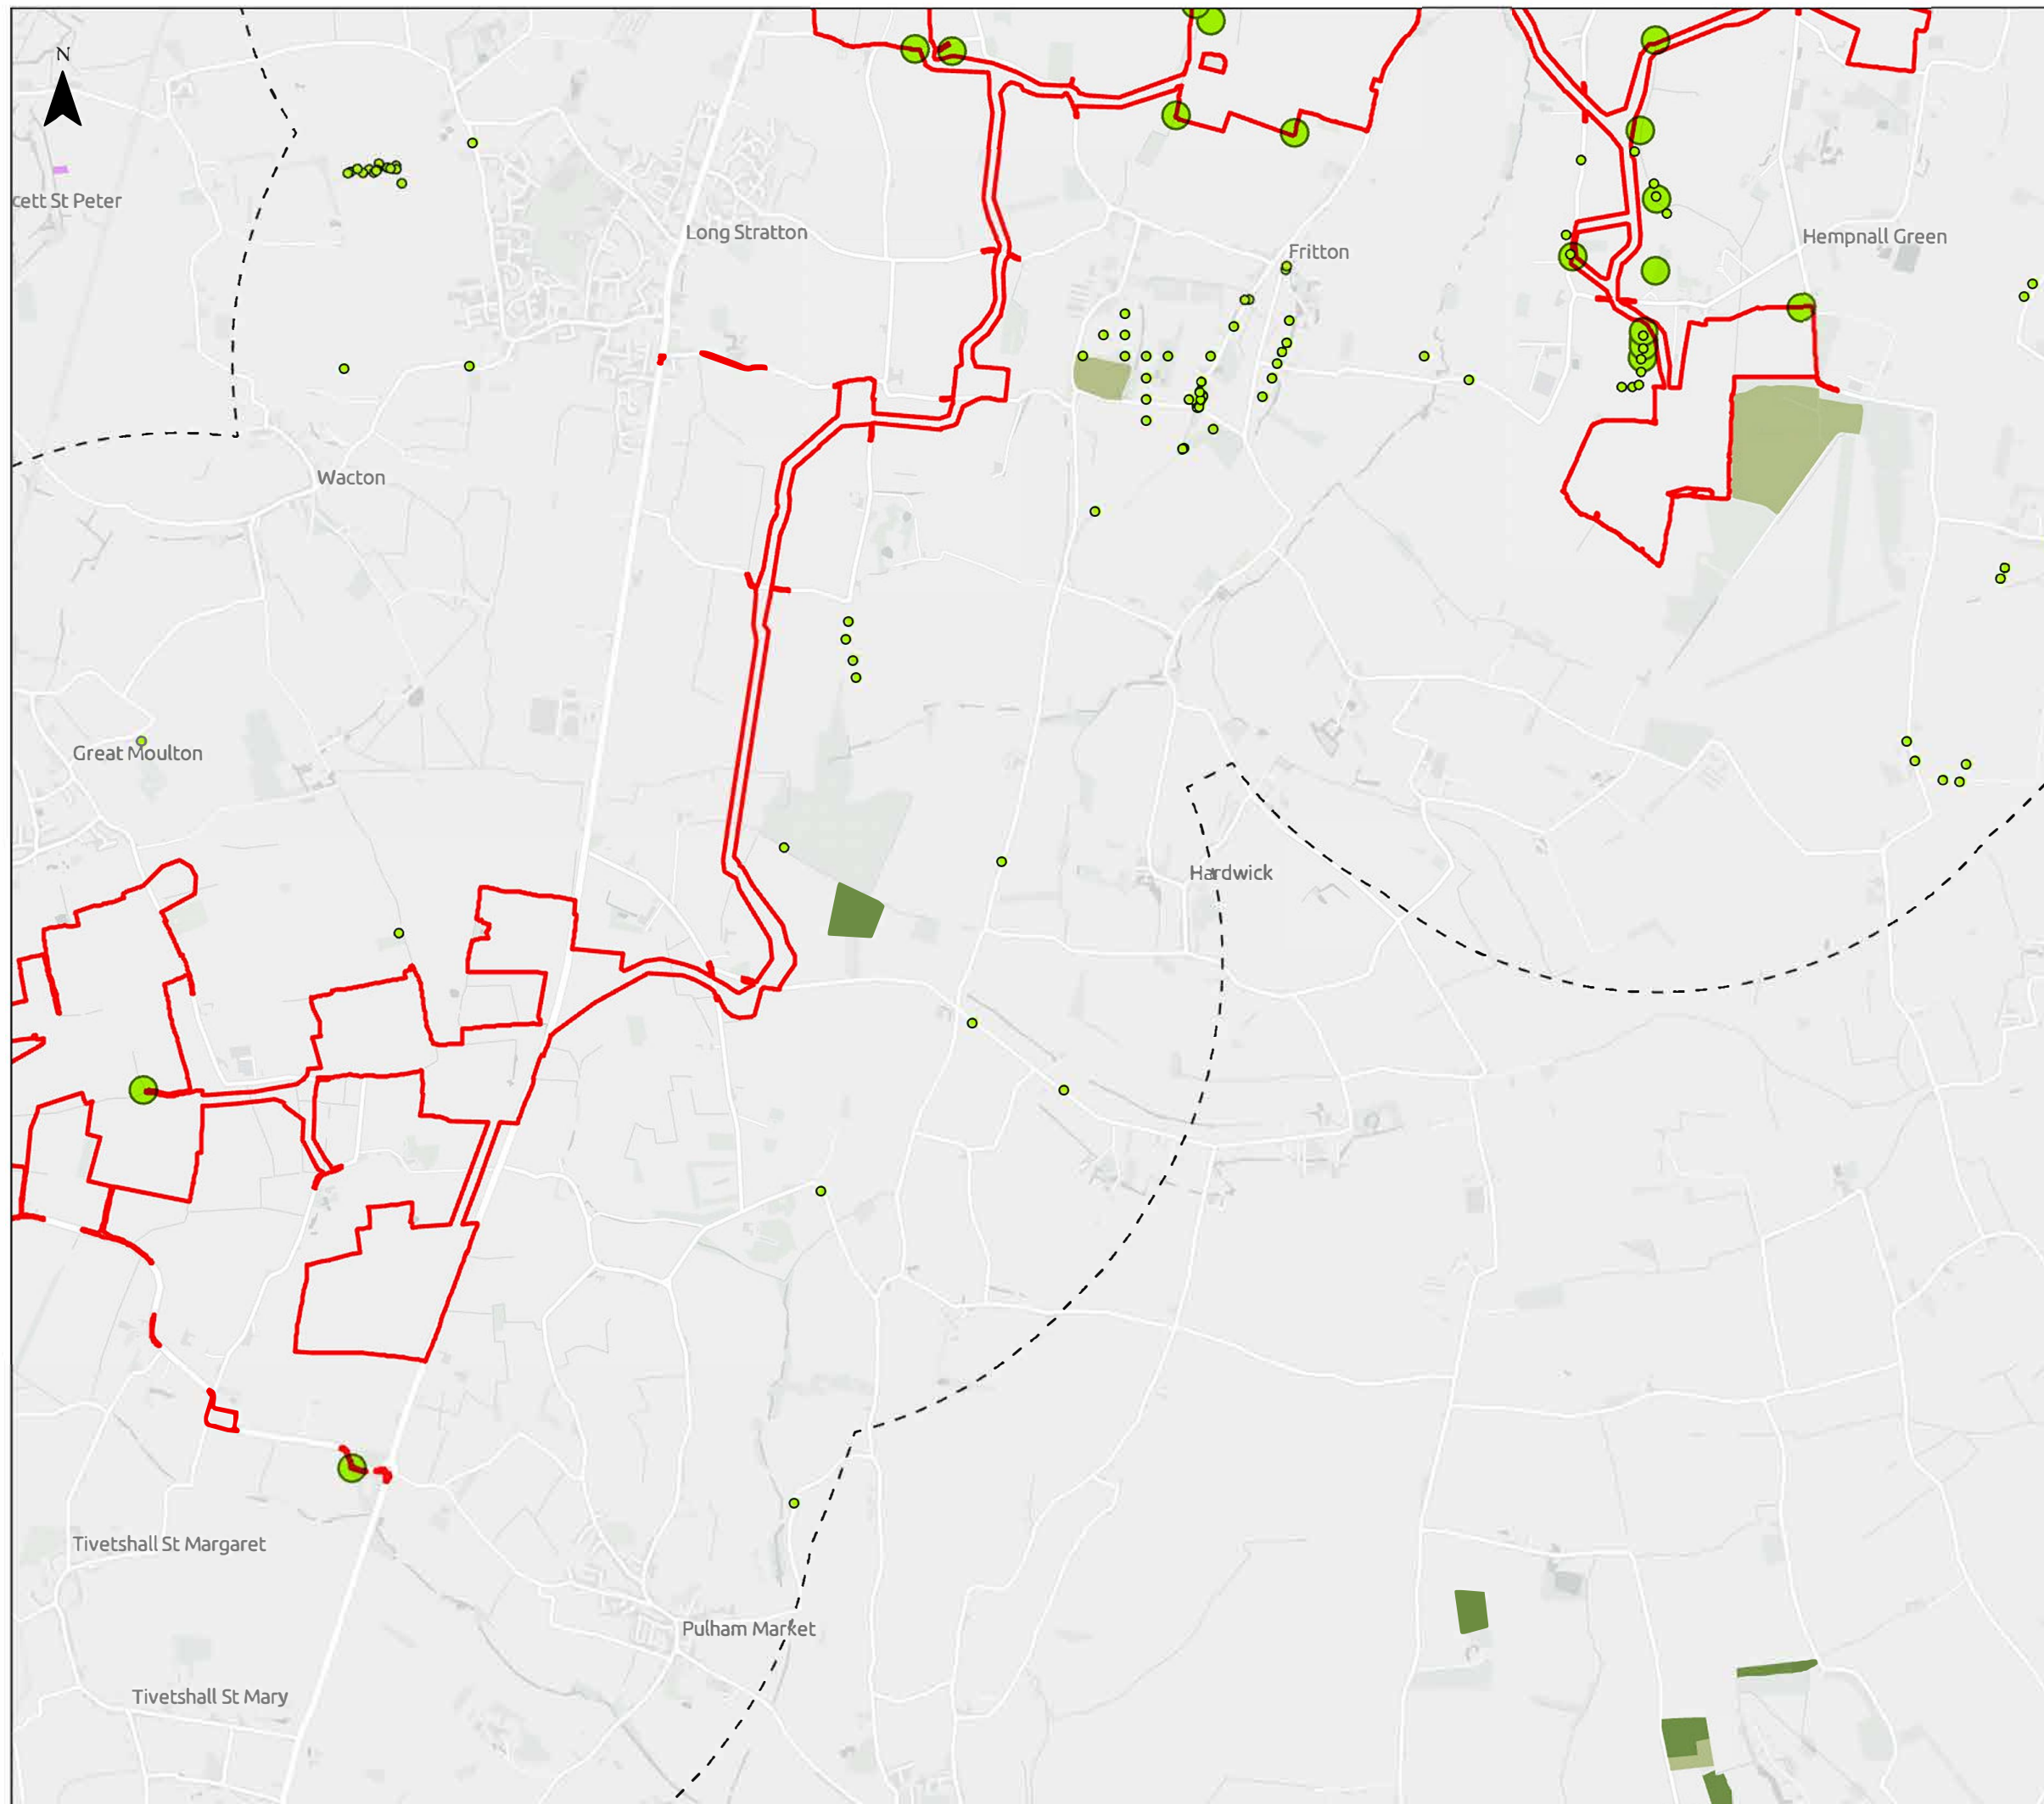 N
cett St Peter
Long Stratton
Fritton
Hempnall Green
Wacton
Great Moulton
Hardwick
Tivetshall St Margaret
Pulham Market
Tivetshall St Mary